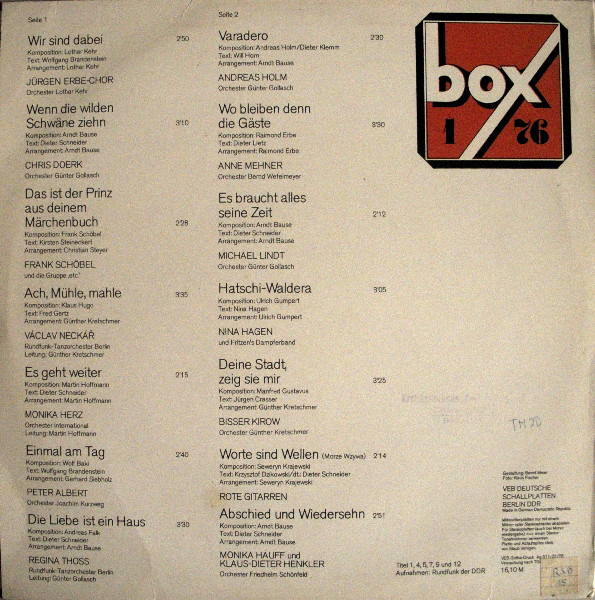 Seite 1
Wir sind dabei 2'50
Komposition: Lothar Kehr
Text: Wolfgang Brandenstein
Arrangement: Lothar Kehr
JÜRGEN ERBE-CHOR
Orchester Lothar Kehr
Wenn die wilden
Schwäne ziehn 3'10
Komposition: Arndt Bause
Text: Dieter Schneider
Arrangement: Arndt Bause
CHRIS DOERK
Orchester Günter Gollasch
Das ist der Prinz
aus deinem
Märchenbuch 2'28
Komposition: Frank Schöbel
Text: Kirsten Steineckert
Arrangement: Christian Steyer
FRANK SCHÖBEL
und die Gruppe „etc.“
Ach, Mühle, mahle 3'35
Komposition: Klaus Hugo
Text: Fred Gertz
Arrangement: Günther Kretschmer
VÁCLAV NECKÁŘ
Rundfunk-Tanzorchester Berlin
Leitung: Günther Kretschmer
Es geht weiter 2'15
Komposition: Martin Hoffmann
Text: Dieter Schneider
Arrangement: Martin Hoffmann
MONIKA HERZ
Orchester International
Leitung: Martin Hoffmann
Einmal am Tag 2'40
Komposition: Wolf Baki
Text: Wolfgang Brandenstein
Arrangement: Gerhard Siebholz
PETER ALBERT
Orchester Joachim Kurzweg
Die Liebe ist ein Haus 3'30
Komposition: Andreas Falk
Text: Dieter Schneider
Arrangement: Arndt Bause
REGINA THOSS
Rundfunk-Tanzorchester Berlin
Leitung: Günter Gollasch
Seite 2
Varadero 2'30
Komposition: Andreas Holm/Dieter Klemm
Text: Will Horn
Arrangement: Arndt Bause
ANDREAS HOLM
Orchester Günter Gollasch
Wo bleiben denn
die Gäste 3'30
Komposition: Raimond Erbe
Text: Dieter Lietz
Arrangement: Raimond Erbe
ANNE MEHNER
Orchester Bernd Wefelmeyer
Es braucht alles
seine Zeit 2'12
Komposition: Arndt Bause
Text: Dieter Schneider
Arrangement: Arndt Bause
MICHAEL LINDT
Orchester Günter Gollasch
Hatschi-Waldera 3'05
Komposition: Ulrich Gumpert
Text: Nina Hagen
Arrangement: Ulrich Gumpert
NINA HAGEN
und Fritzen's Dampferband
Deine Stadt,
zeig sie mir 3'25
Komposition: Manfred Gustavus
Text: Jürgen Crasser
Arrangement: Günther Kretschmer
BISSER KIROW
Orchester Günther Kretschmer
Worte sind Wellen (Morze Wzywa) 2'14
Komposition: Seweryn Krajewski
Text: Krzysztof Dzikowski/dt.: Dieter Schneider
Arrangement: Seweryn Krajewski
ROTE GITARREN
Abschied und Wiedersehn 2'51
Komposition: Arndt Bause
Text: Dieter Schneider
Arrangement: Arndt Bause
MONIKA HAUFF und
KLAUS-DIETER HENKLER
Orchester Friedhelm Schönfeld
box
1 76
TM 20
Titel 1, 4, 5, 7, 9 und 12
Aufnahmen: Rundfunk der DDR
Gestaltung: Bernd
Foto: Klaus Fischer
VEB DEUTSCHE
SCHALLPLATTEN
BERLIN DDR
Made in German Democratic Republic
16,10 M